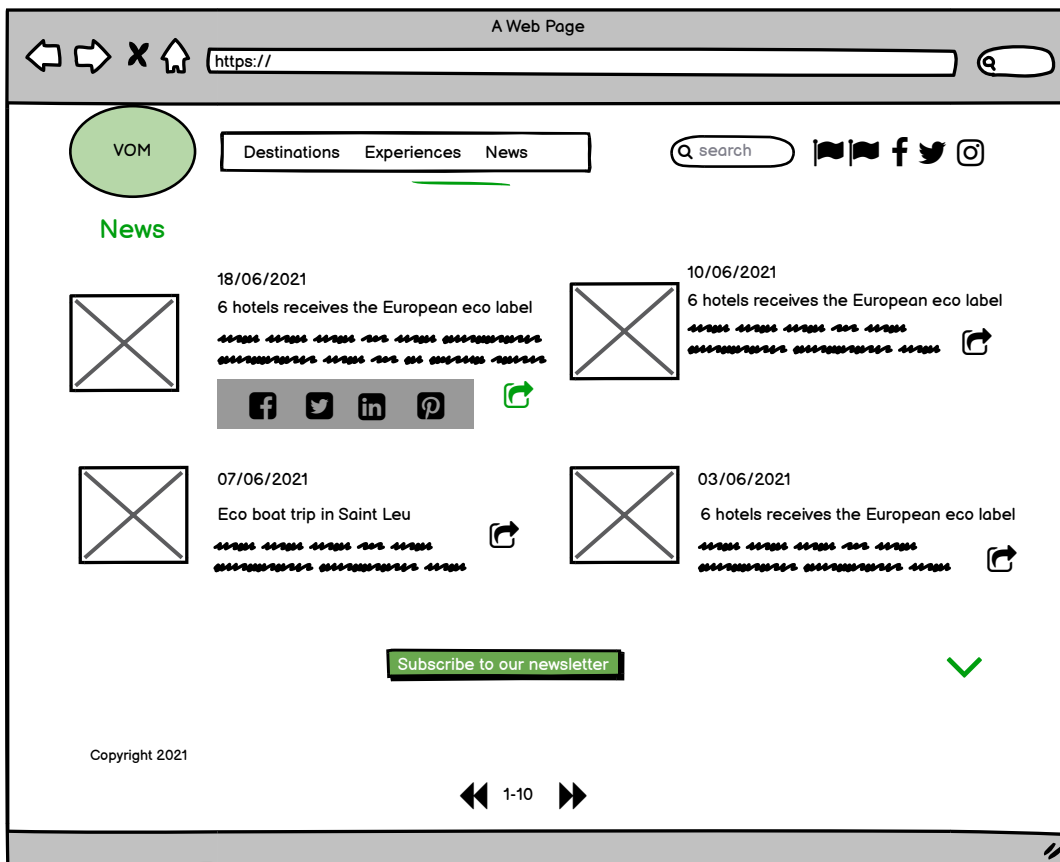 A Web Page
https://
VOM
Destinations Experiences News
search
News
18/06/2021
6 hotels receives the European eco label
10/06/2021
6 hotels receives the European eco label
07/06/2021
Eco boat trip in Saint Leu
03/06/2021
6 hotels receives the European eco label
Subscribe to our newsletter
Copyright 2021
1-10